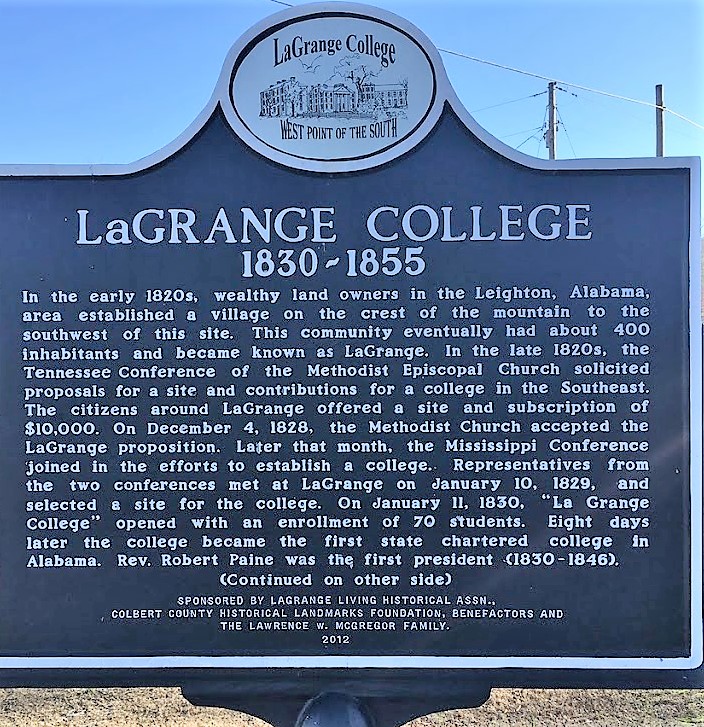 LaGrange College
WEST POINT OF THE SOUTH
LaGRANGE COLLEGE
1830~1855
In the early 1820s, wealthy land owners in the Leighton, Alabama,
area established a village on the crest of the mountain to the
southwest of this site. This community eventually had about 400
inhabitants and became known as LaGrange. In the late 1820s, the
Tennessee Conference of the Methodist Episcopal Church solicited
proposals for a site and contributions for a college in the Southeast.
The citizens around LaGrange offered a site and subscription of
$10,000. On December 4, 1828, the Methodist Church accepted the
LaGrange proposition. Later that month, the Mississippi Conference
joined in the efforts to establish a college. Representatives from
the two conferences met at LaGrange on January 10, 1829, and
selected a site for the college. On January 11, 1830, “La Grange
College” opened with an enrollment of 70 students. Eight days
later the college became the first state chartered college in
Alabama. Rev. Robert Paine was the first president (1830-1846).
(Continued on other side)
SPONSORED BY LAGRANGE LIVING HISTORICAL ASSN.,
COLBERT COUNTY HISTORICAL LANDMARKS FOUNDATION, BENEFACTORS AND
THE LAWRENCE W. MCGREGOR FAMILY.
2012